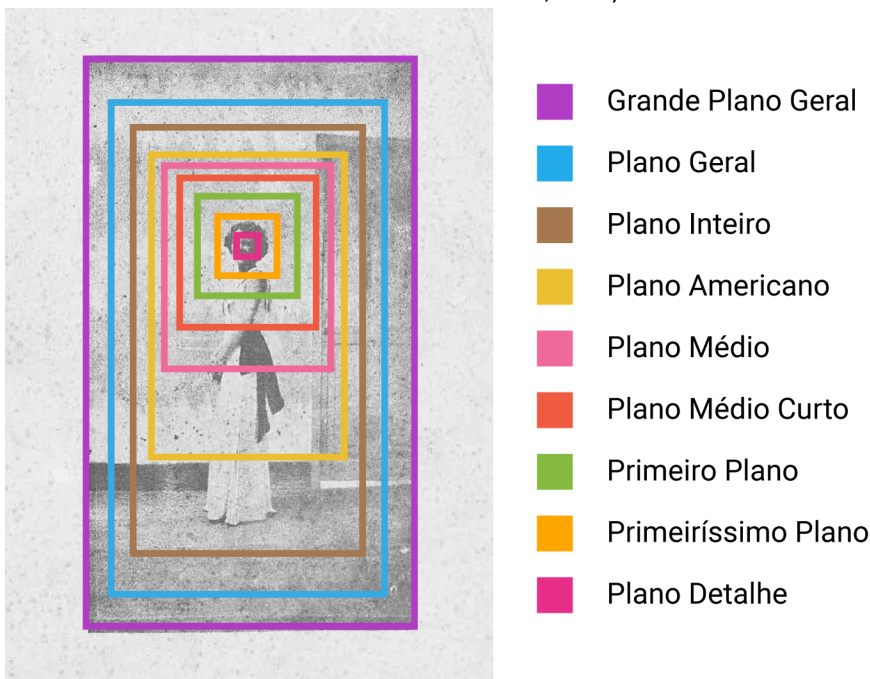 Grande Plano Geral
Plano Geral
Plano Inteiro
Plano Americano
Plano Médio
Plano Médio Curto
Primeiro Plano
Primeiríssimo Plano
Plano Detalhe